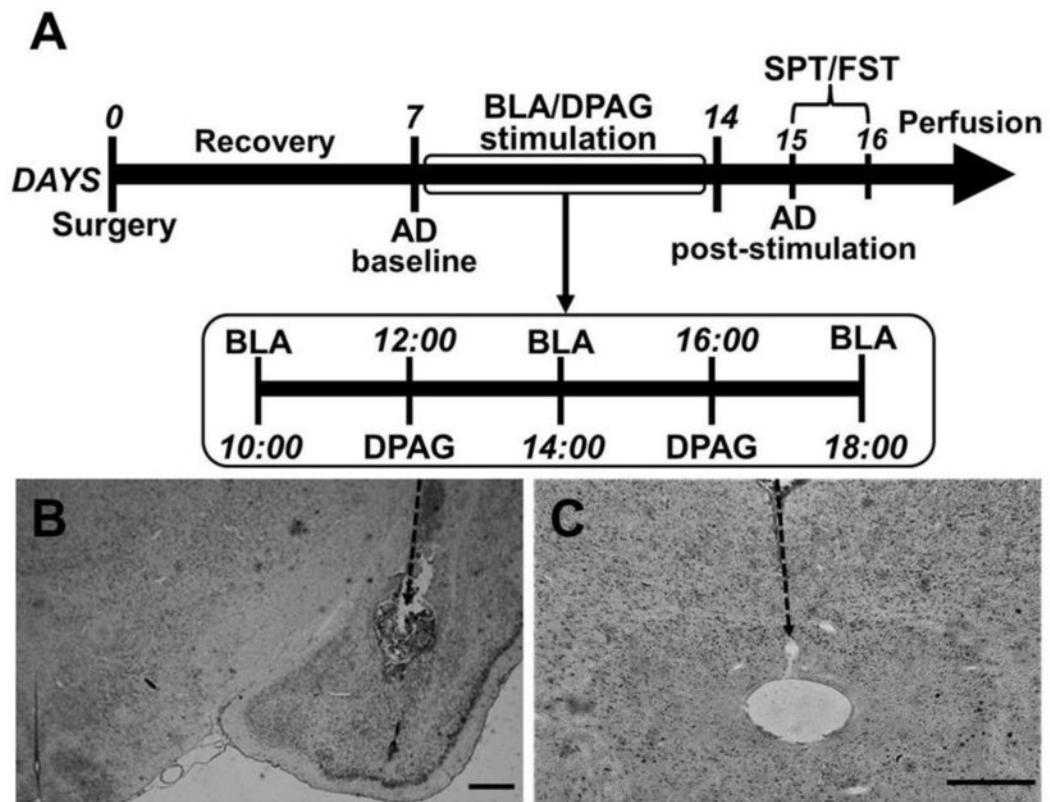 A
SPT/FST
0
7
BLA/DPAG
stimulation
14
15
16
Perfusion
Recovery
DAYS
Surgery
AD
baseline
AD
post-stimulation
BLA
12:00
BLA
16:00
BLA
10:00
DPAG
14:00
DPAG
18:00
B
C